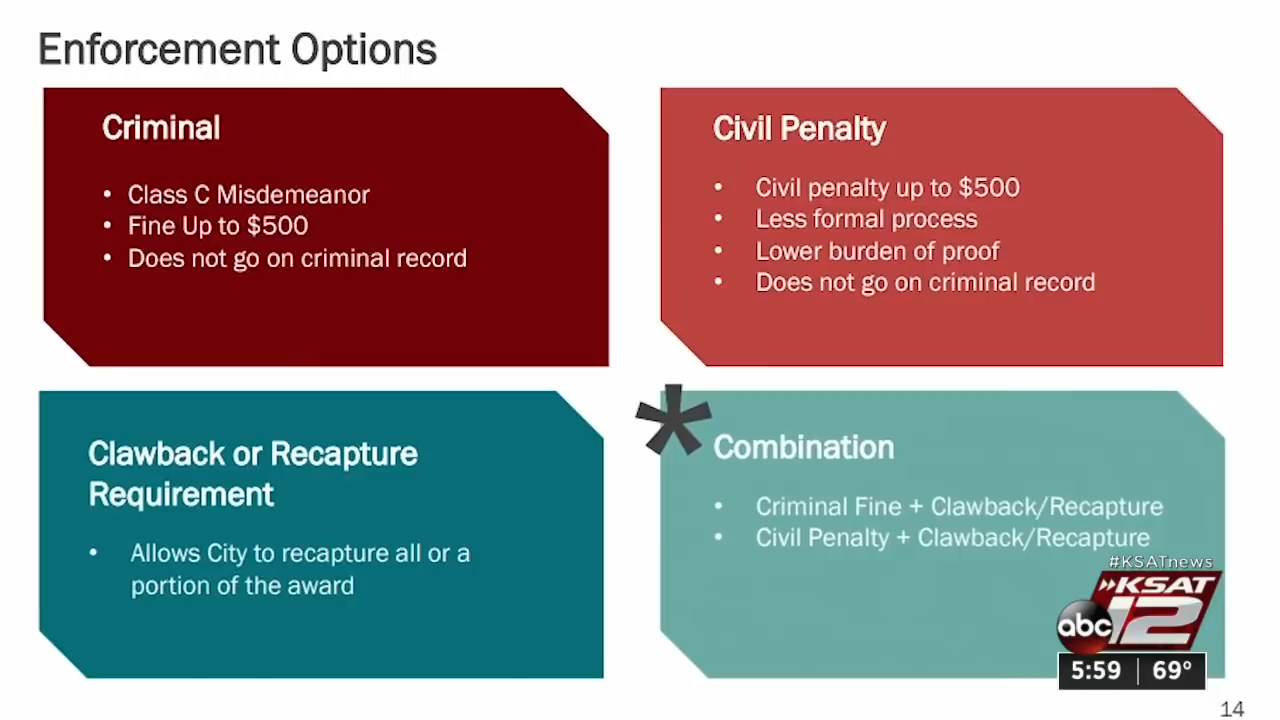 Enforcement Options
Criminal
• Class C Misdemeanor
• Fine Up to $500
• Does not go on criminal record
Civil Penalty
• Civil penalty up to $500
• Less formal process
• Lower burden of proof
• Does not go on criminal record
Clawback or Recapture
Requirement
• Allows City to recapture all or a
portion of the award
*
Combination
• Criminal Fine + Clawback/Recapture
• Civil Penalty + Clawback/Recapture
#KSATnews
KSAT
abc 12
5:59 | 69°
14